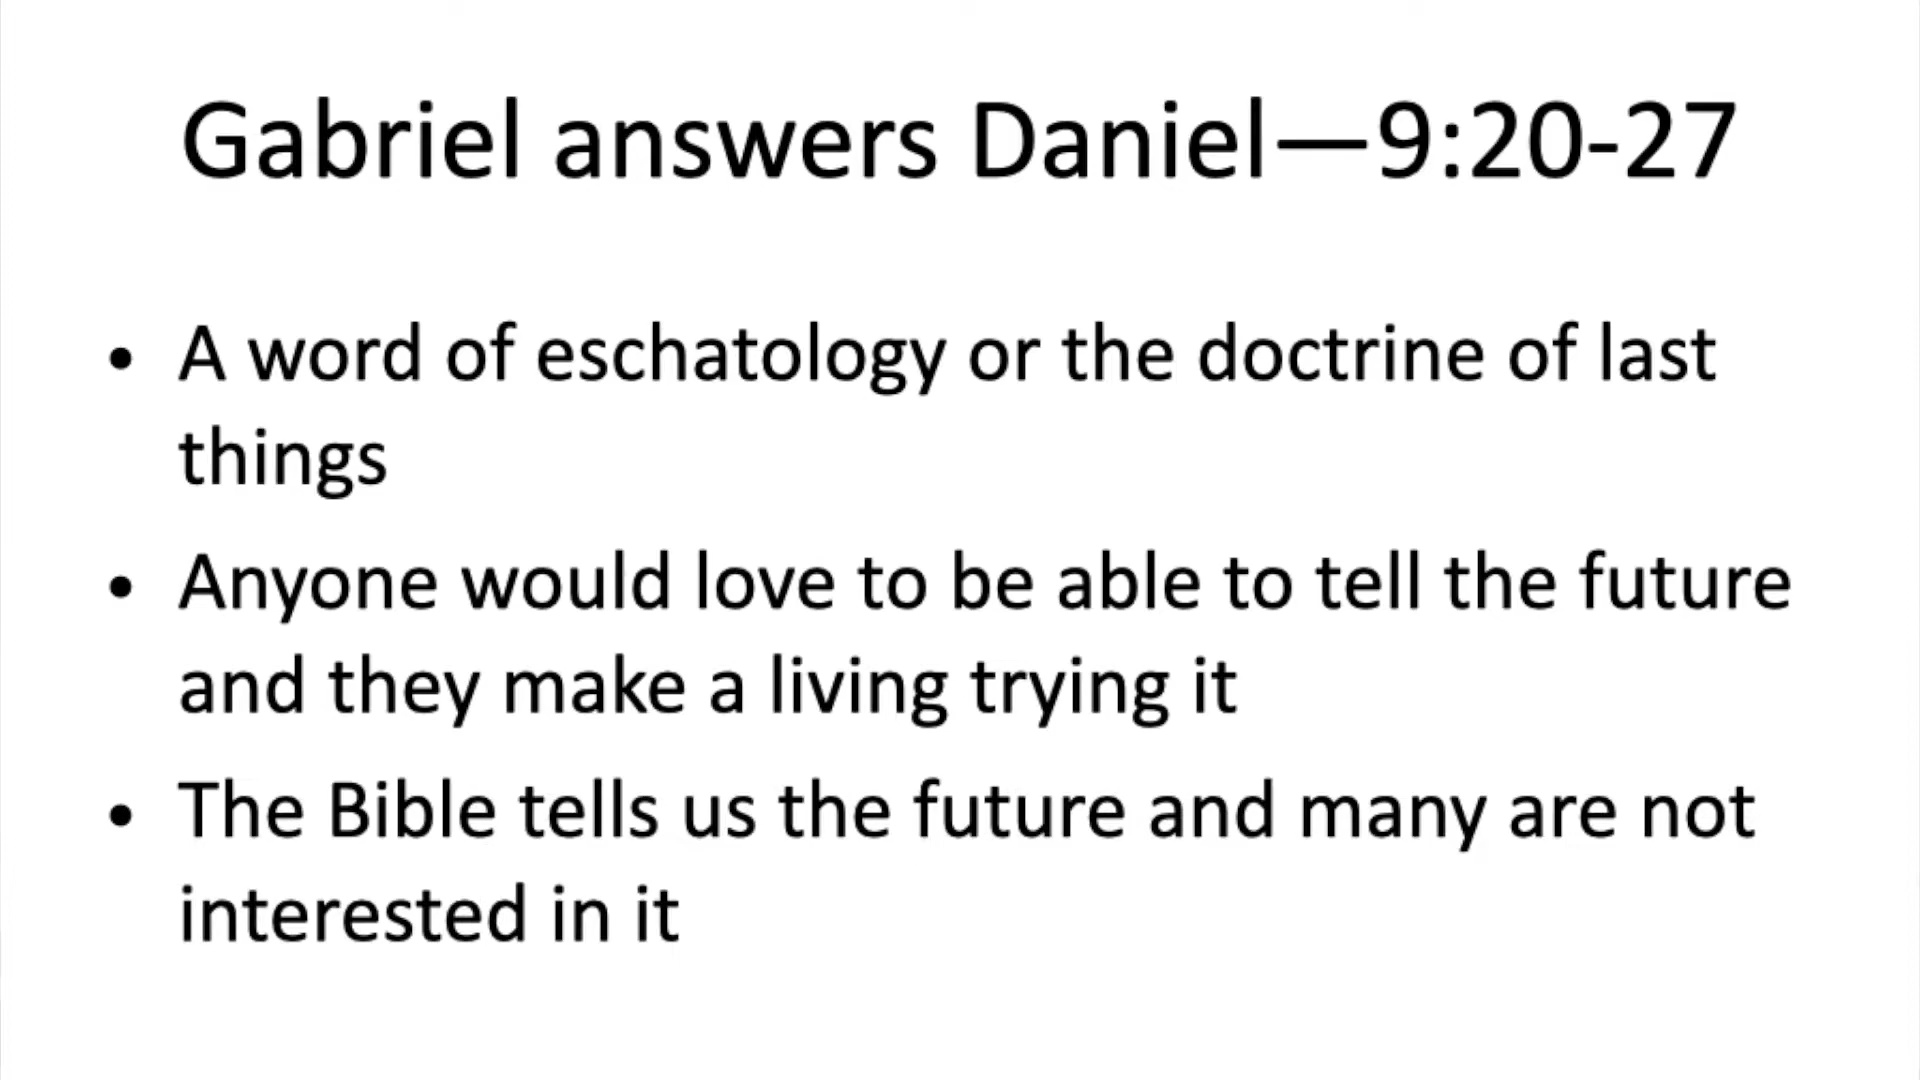 Gabriel answers Daniel—9:20-27
• A word of eschatology or the doctrine of last
things
• Anyone would love to be able to tell the future
and they make a living trying it
• The Bible tells us the future and many are not
interested in it